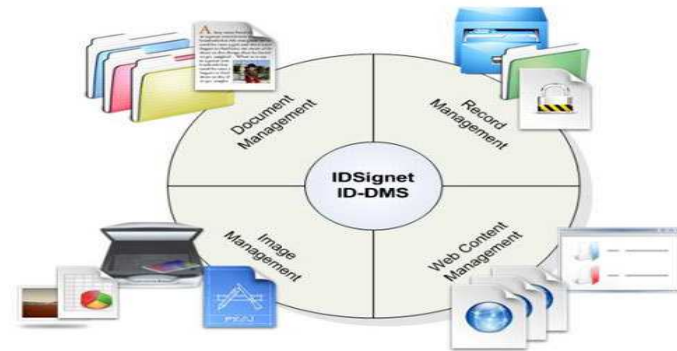 Document
Management
Record
Management
IDSignet
ID-DMS
Image
Management
Web Content
Management